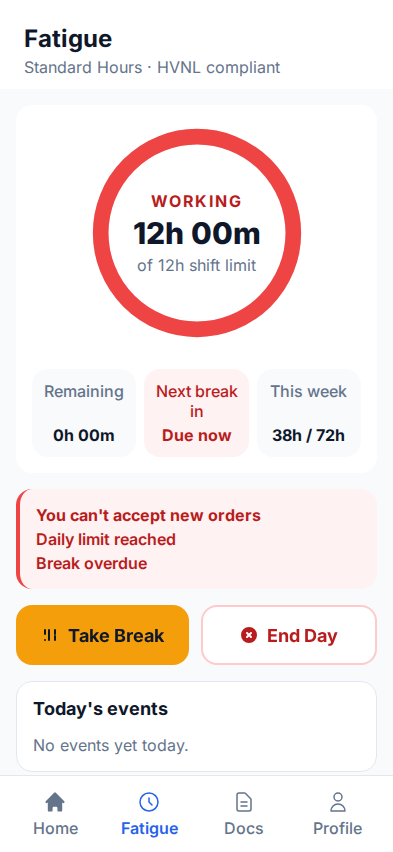 Fatigue
Standard Hours · HVNL compliant
WORKING
12h 00m
of 12h shift limit
Remaining
0h 00m
Next break
in
Due now
This week
38h / 72h
You can't accept new orders
Daily limit reached
Break overdue
Take Break
End Day
Today's events
No events yet today.
Home
Fatigue
Docs
Profile